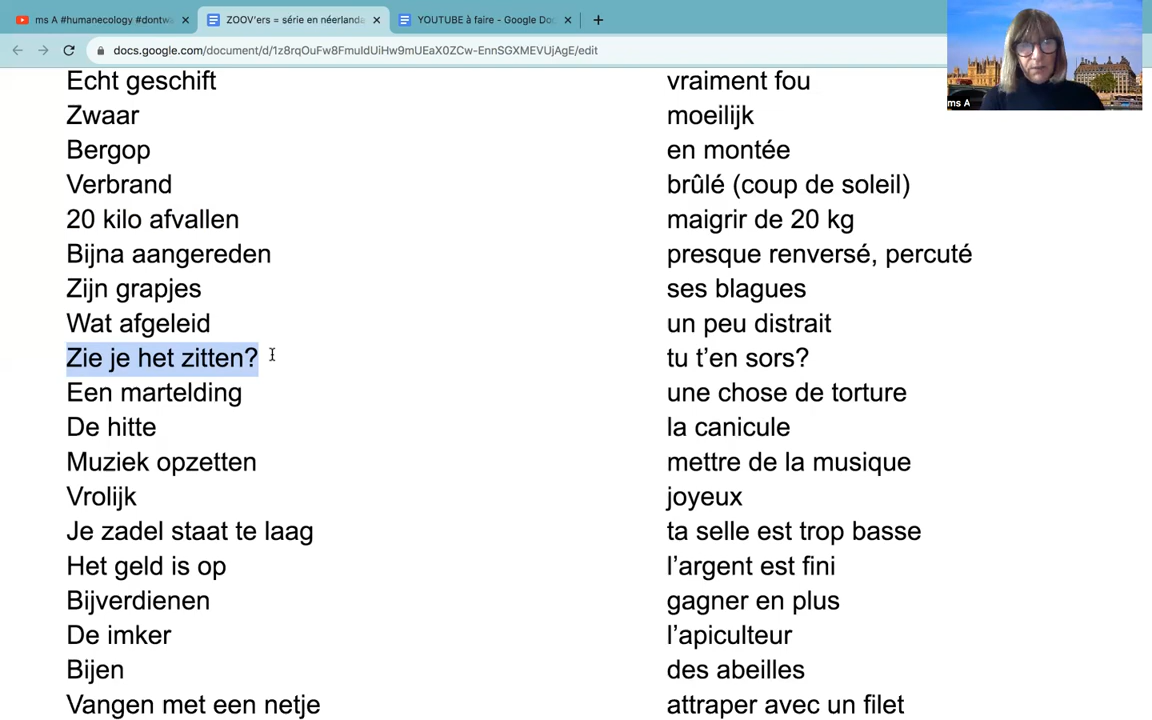 ms A #humanecology #dontwa
ZOOV'ers = série en néerlanda
YOUTUBE à faire - Google Doc
docs.google.com/document/d/1z8rqOuFw8FmuIdUiHw9mUEaX0ZCw-EnnSGXMEVUjAgE/edit
ms A
Echt geschift vraiment fou
Zwaar moeilijk
Bergop en montée
Verbrand brûlé (coup de soleil)
20 kilo afvallen maigrir de 20 kg
Bijna aangereden presque renversé, percuté
Zijn grapjes ses blagues
Wat afgeleid un peu distrait
Zie je het zitten? tu t'en sors?
Een martelding une chose de torture
De hitte la canicule
Muziek opzetten mettre de la musique
Vrolijk joyeux
Je zadel staat te laag ta selle est trop basse
Het geld is op l'argent est fini
Bijverdienen gagner en plus
De imker l'apiculteur
Bijen des abeilles
Vangen met een netje attraper avec un filet